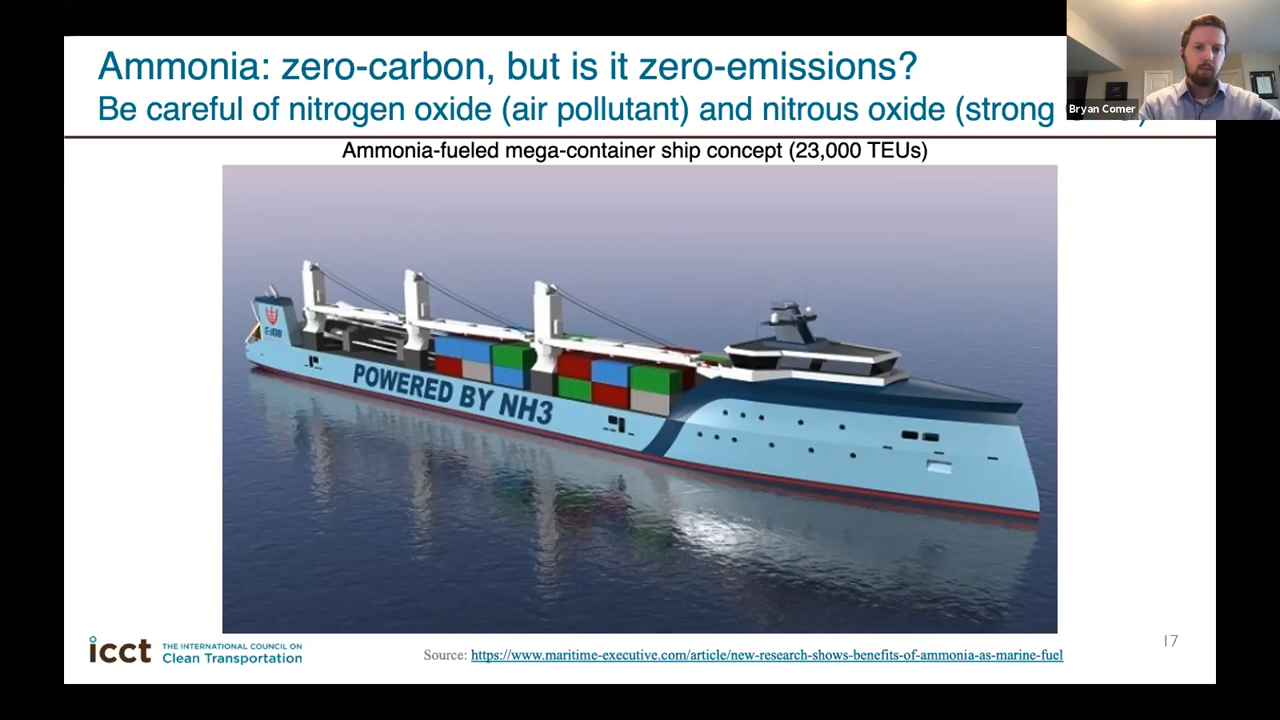 Ammonia: zero-carbon, but is it zero-emissions?
Be careful of nitrogen oxide (air pollutant) and nitrous oxide (strong
Bryan Comer
Ammonia-fueled mega-container ship concept (23,000 TEUs)
POWERED BY NH3
icct THE INTERNATIONAL COUNCIL ON
Clean Transportation
Source: https://www.maritime-executive.com/article/new-research-shows-benefits-of-ammonia-as-marine-fuel
17